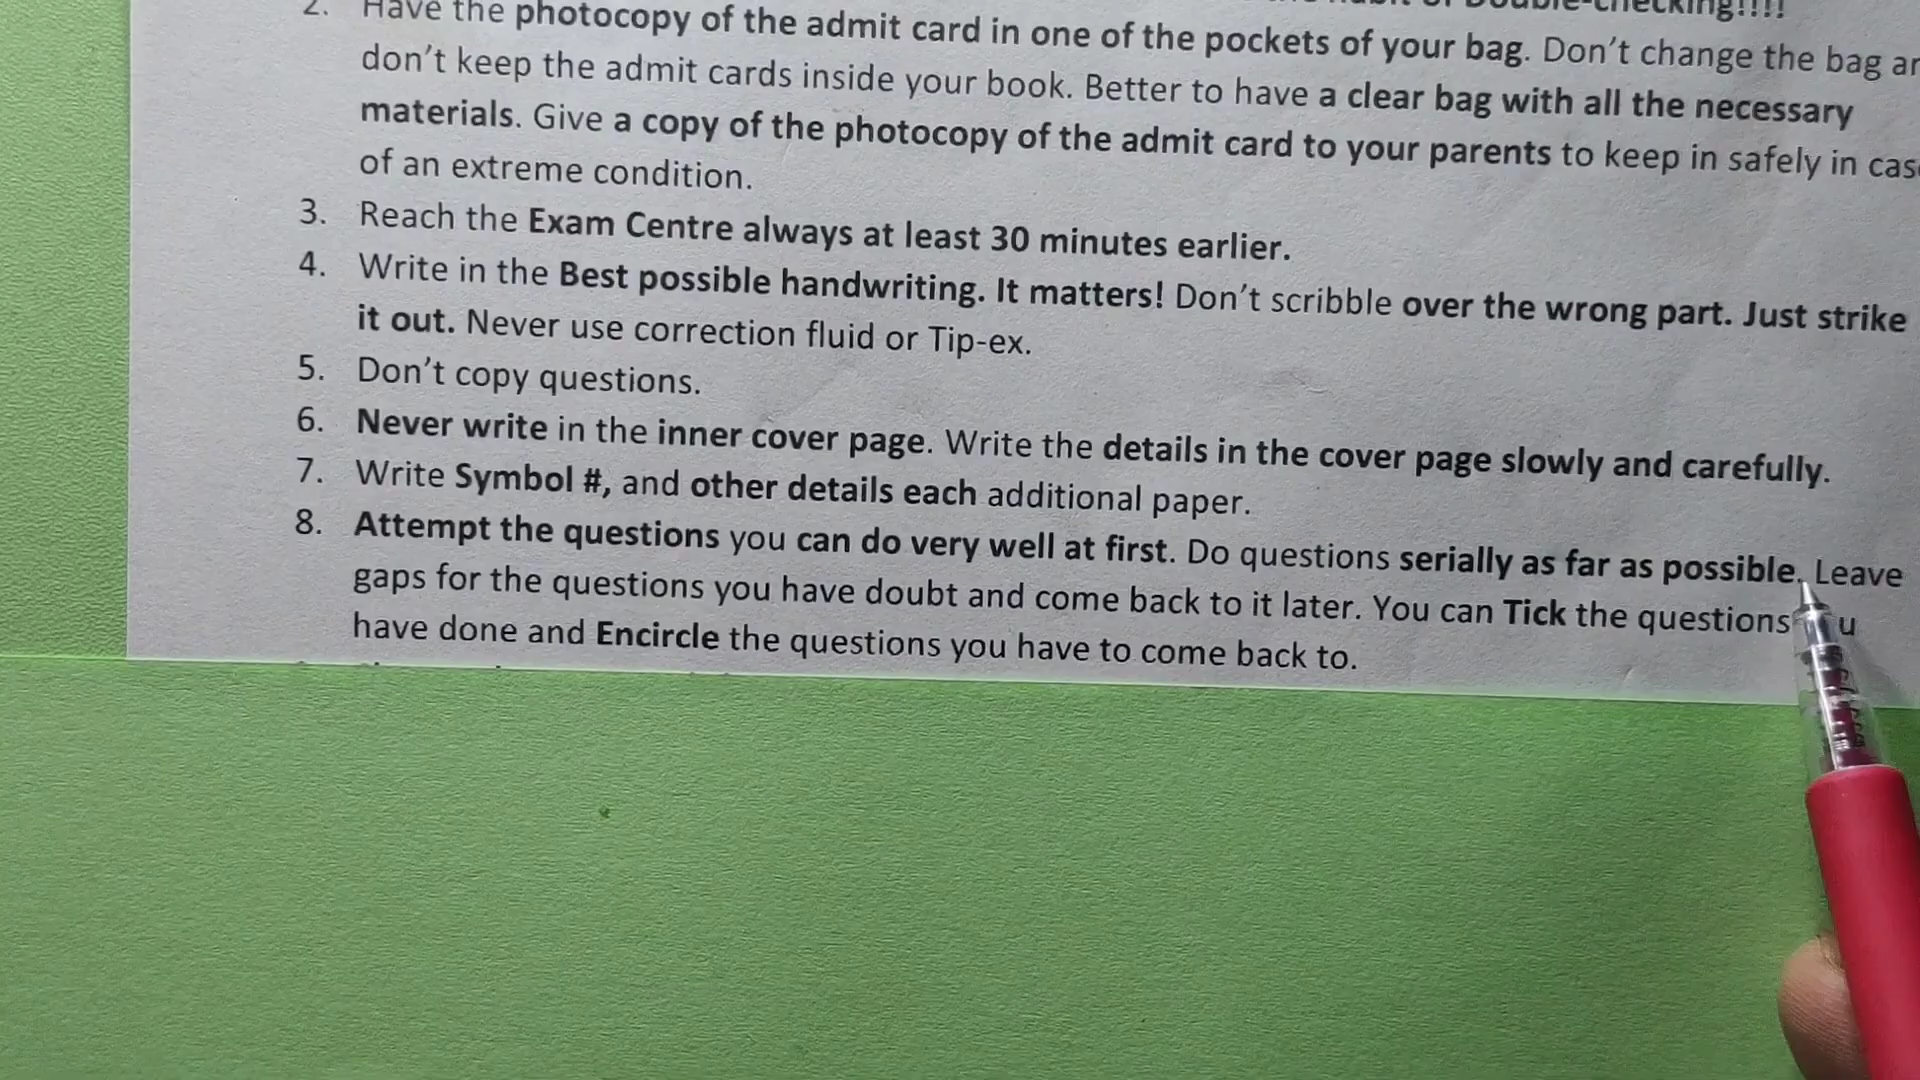 habit of Double-checking!!!!
2. Have the photocopy of the admit card in one of the pockets of your bag. Don't change the bag
don't keep the admit cards inside your book. Better to have a clear bag with all the necessary
materials. Give a copy of the photocopy of the admit card to your parents to keep in safely in
of an extreme condition.
3. Reach the Exam Centre always at least 30 minutes earlier.
4. Write in the Best possible handwriting. It matters! Don't scribble over the wrong part. Just strike
it out. Never use correction fluid or Tip-ex.
5. Don't copy questions.
6. Never write in the inner cover page. Write the details in the cover page slowly and carefully.
7. Write Symbol #, and other details each additional paper.
8. Attempt the questions you can do very well at first. Do questions serially as far as possible. Leave
gaps for the questions you have doubt and come back to it later. You can Tick the questions
have done and Encircle the questions you have to come back to.